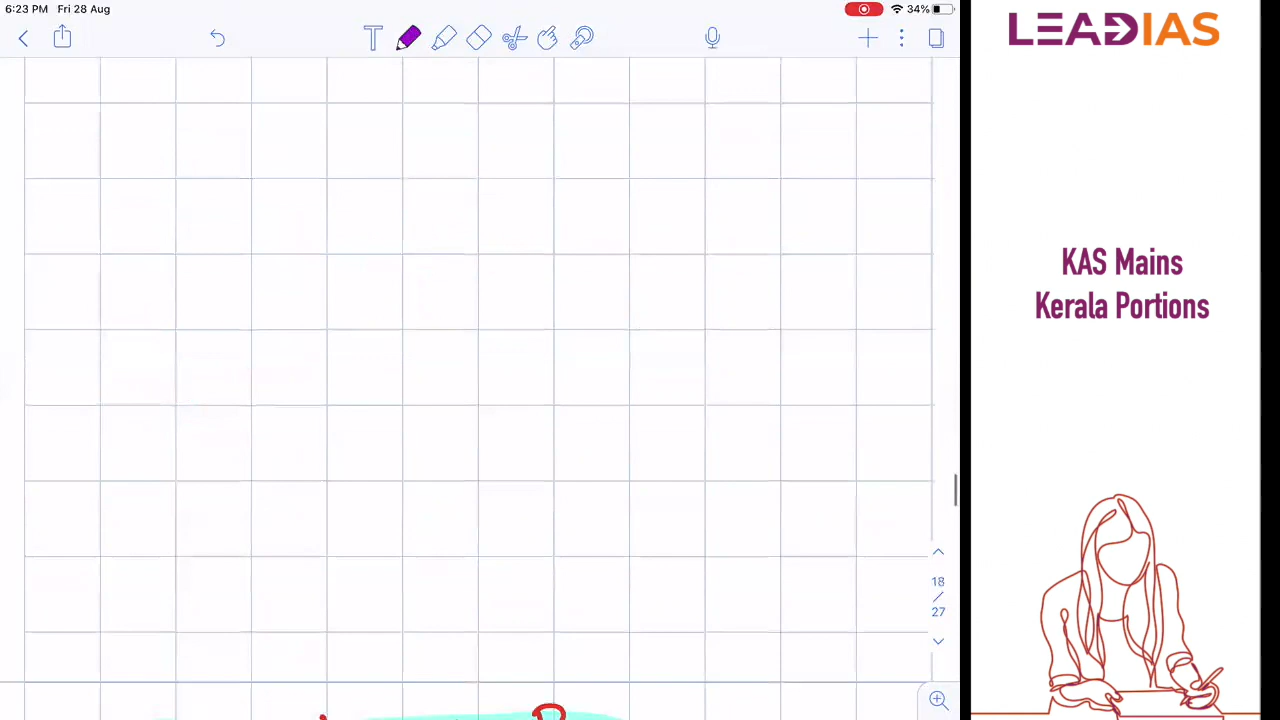 6:23 PM Fri 28 Aug
34%
T
18
/
27
LEADIAS
KAS Mains
Kerala Portions